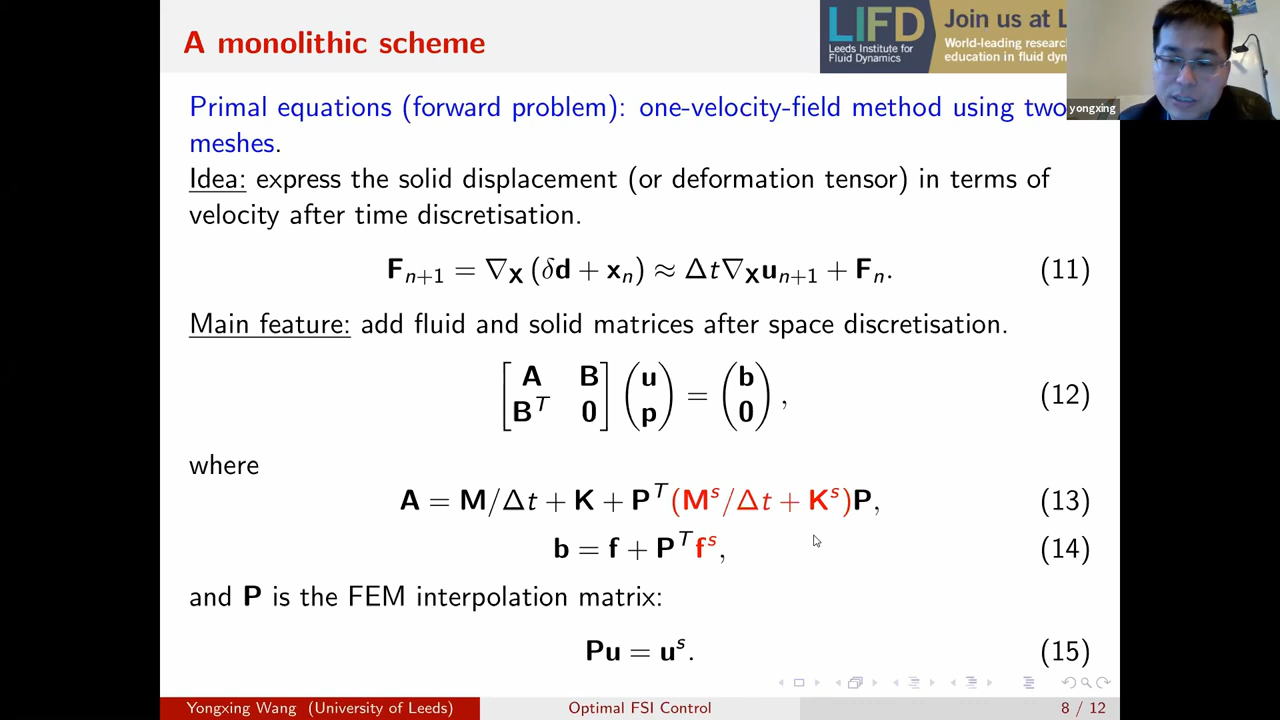 A monolithic scheme
LIFD
Leeds Institute for
Fluid Dynamics
Join us at L
World-leading researc
education in fluid dyn
yongxing
Primal equations (forward problem): one-velocity-field method using two
meshes.
Idea: express the solid displacement (or deformation tensor) in terms of
velocity after time discretisation.
F_{n+1} = ∇_X (δd + x_n) ≈ Δt∇_X u_{n+1} + F_n. (11)
Main feature: add fluid and solid matrices after space discretisation.
[A B; B^T 0] (u; p) = (b; 0), (12)
where
A = M/Δt + K + P^T(M^s/Δt + K^s)P, (13)
b = f + P^T f^s, (14)
and P is the FEM interpolation matrix:
Pu = u^s. (15)
Yongxing Wang (University of Leeds) Optimal FSI Control 8 / 12